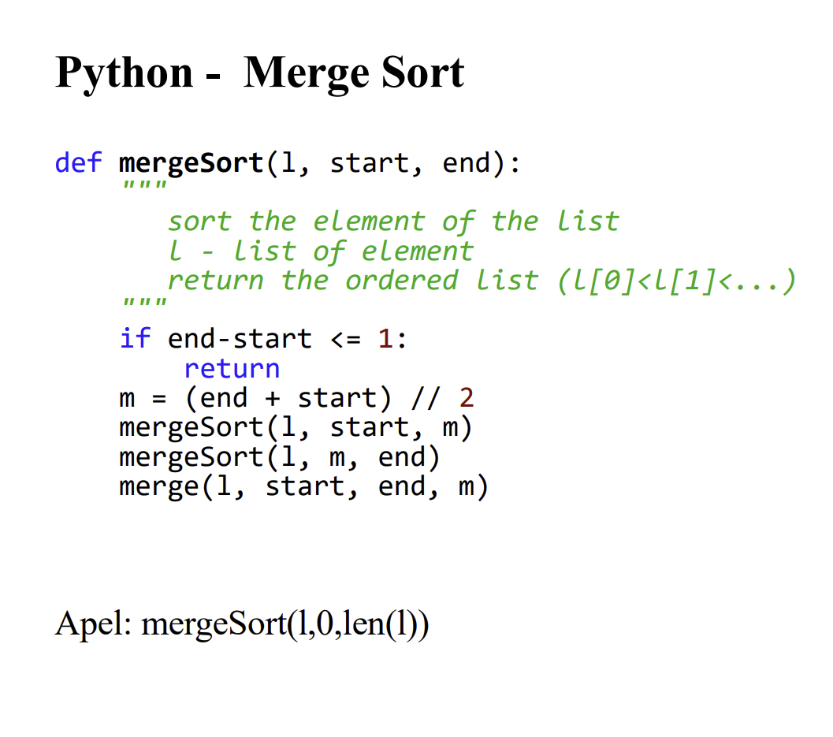 Python - Merge Sort
def mergeSort(l, start, end):
"""
sort the element of the list
l - list of element
return the ordered list (l[0]<l[1]<...)
"""
if end-start <= 1:
return
m = (end + start) // 2
mergeSort(l, start, m)
mergeSort(l, m, end)
merge(l, start, end, m)
Apel: mergeSort(l,0,len(l))